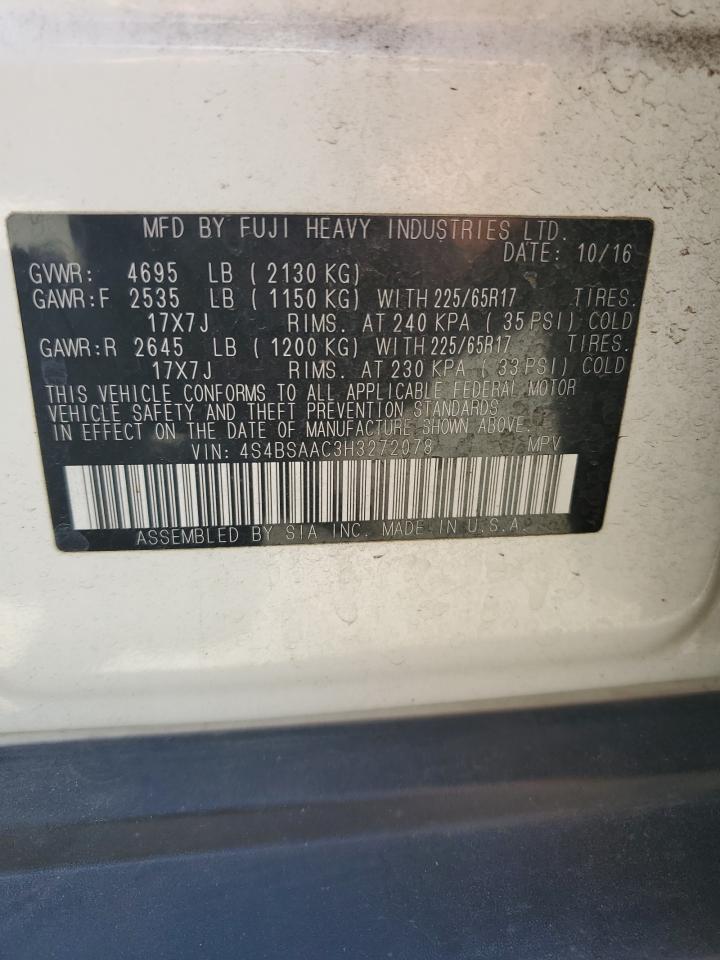 MFD BY FUJI HEAVY INDUSTRIES LTD.
DATE: 10/16
GVWR: 4695 LB ( 2130 KG)
GAWR:F 2535 LB ( 1150 KG) WITH 225/65R17 TIRES.
17X7J RIMS. AT 240 KPA ( 35 PSI) COLD
GAWR:R 2645 LB ( 1200 KG) WITH 225/65R17 TIRES.
17X7J RIMS. AT 230 KPA ( 33 PSI) COLD
THIS VEHICLE CONFORMS TO ALL APPLICABLE FEDERAL MOTOR
VEHICLE SAFETY AND THEFT PREVENTION STANDARDS
IN EFFECT ON THE DATE OF MANUFACTURE SHOWN ABOVE.
VIN: 4S4BSAAC3H3272078 MPV
ASSEMBLED BY SIA INC. MADE IN U.S.A.